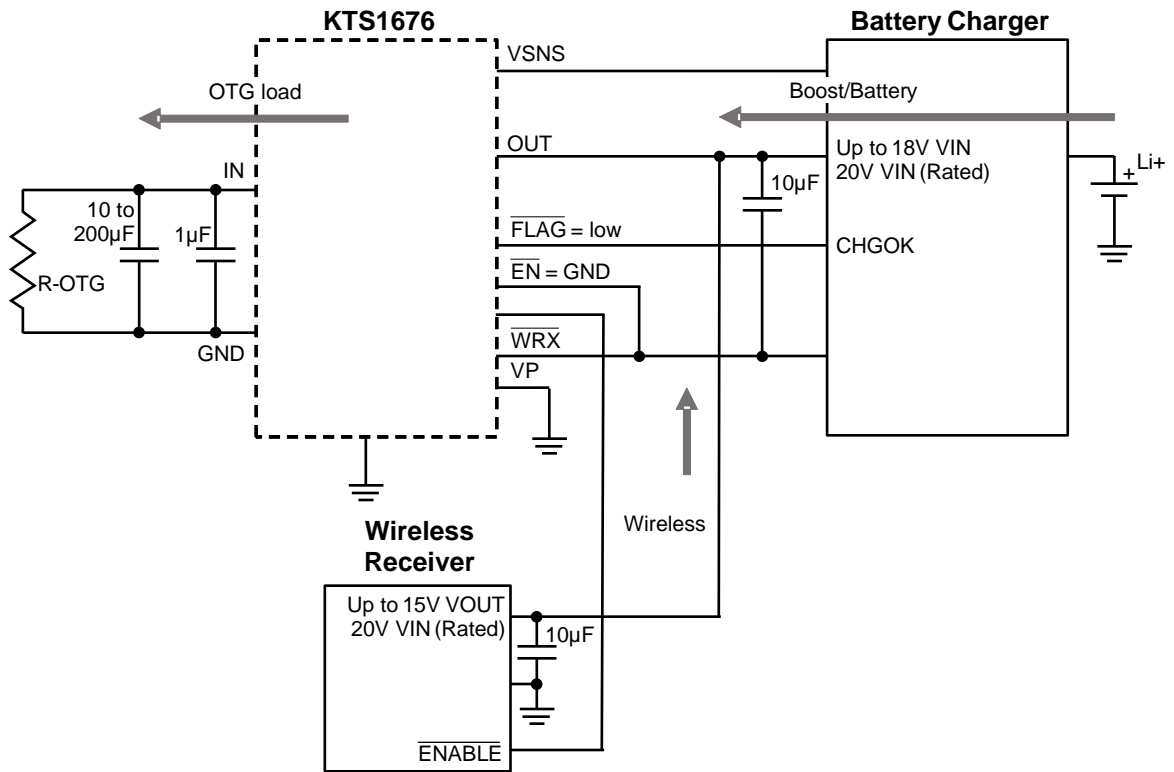 KTS1676
Battery Charger
VSNS
OTG load
Boost/Battery
OUT
Up to 18V VIN
20V VIN (Rated)
Li+
+
IN
10µF
10 to
200µF
1µF
FLAG = low
CHGOK
EN = GND
R-OTG
WRX
GND
VP
Wireless
Wireless
Receiver
Up to 15V VOUT
20V VIN (Rated)
10µF
ENABLE